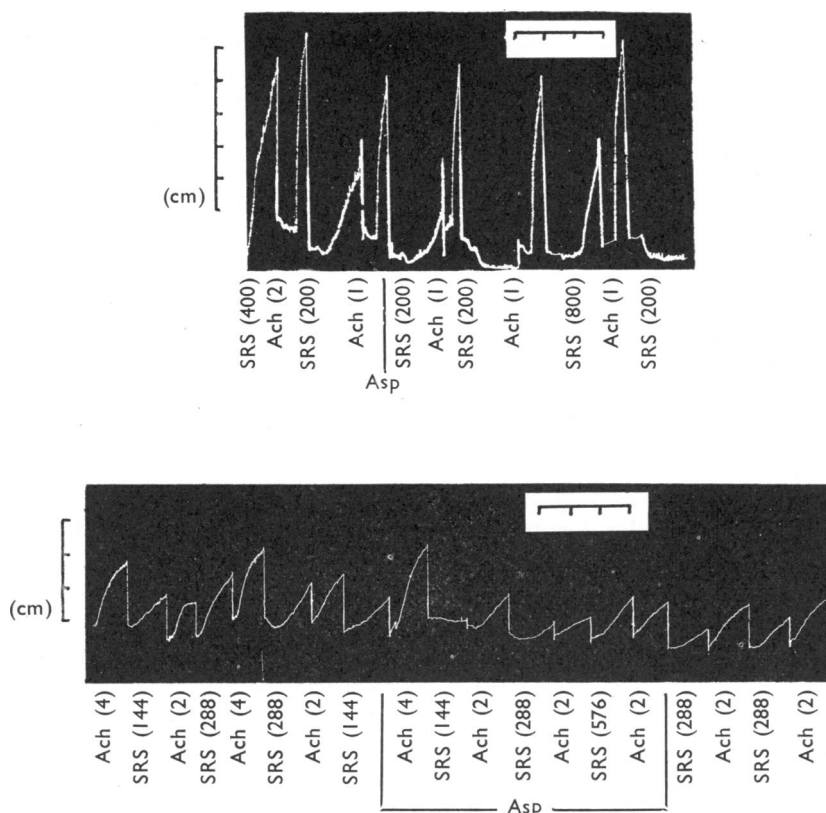 (cm)
SRS (400)
Ach (2)
SRS (200)
Ach (1)
SRS (200)
Ach (1)
SRS (200)
Ach (1)
SRS (800)
Ach (1)
SRS (200)
Asp
(cm)
Ach (4)
SRS (144)
Ach (2)
SRS (288)
Ach (4)
SRS (288)
Ach (2)
SRS (144)
Ach (4)
SRS (144)
Ach (2)
SRS (288)
Ach (2)
SRS (576)
Ach (2)
SRS (288)
Ach (2)
SRS (288)
Ach (2)
Asp